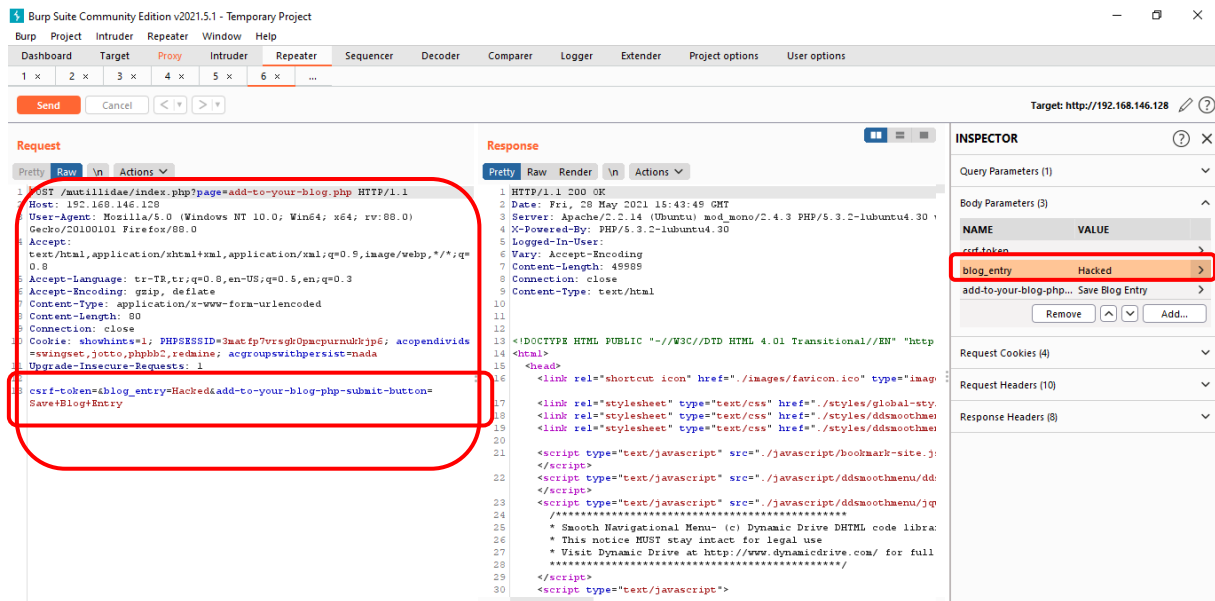 Burp Suite Community Edition v2021.5.1 - Temporary Project
Burp Project Intruder Repeater Window Help
Dashboard Target Proxy Intruder Repeater Sequencer Decoder Comparer Logger Extender Project options User options
1 × 2 × 3 × 4 × 5 × 6 × ...
Send Cancel < > Target: http://192.168.146.128
Request
Pretty Raw \n Actions
1 POST /mutillidae/index.php?page=add-to-your-blog.php HTTP/1.1
2 Host: 192.168.146.128
3 User-Agent: Mozilla/5.0 (Windows NT 10.0; Win64; x64; rv:88.0)
Gecko/20100101 Firefox/88.0
4 Accept:
text/html,application/xhtml+xml,application/xml;q=0.9,image/webp,*/*;q=
0.8
5 Accept-Language: tr-TR,tr;q=0.8,en-US;q=0.5,en;q=0.3
6 Accept-Encoding: gzip, deflate
7 Content-Type: application/x-www-form-urlencoded
8 Content-Length: 80
9 Connection: close
10 Cookie: showhints=1; PHPSESSID=3matfp7vrsgk0pmcpurnukkjp6; acopendivids
=swingset,jotto,phpbb2,redmine; acgroupswithpersist=nada
11 Upgrade-Insecure-Requests: 1
12
13 csrf-token=&blog_entry=Hacked&add-to-your-blog-php-submit-button=
Save+Blog+Entry
Response
Pretty Raw Render \n Actions
1 HTTP/1.1 200 OK
2 Date: Fri, 28 May 2021 15:43:49 GMT
3 Server: Apache/2.2.14 (Ubuntu) mod_mono/2.4.3 PHP/5.3.2-1ubuntu4.30
4 X-Powered-By: PHP/5.3.2-1ubuntu4.30
5 Logged-In-User:
6 Vary: Accept-Encoding
7 Content-Length: 49989
8 Connection: close
9 Content-Type: text/html
10
11
12
13 <!DOCTYPE HTML PUBLIC "-//W3C//DTD HTML 4.01 Transitional//EN" "http
14 <html>
15 <head>
16 <link rel="shortcut icon" href="./images/favicon.ico" type="imag
17 <link rel="stylesheet" type="text/css" href="./styles/global-sty
18 <link rel="stylesheet" type="text/css" href="./styles/ddsmoothme
19 <link rel="stylesheet" type="text/css" href="./styles/ddsmoothme
20
21 <script type="text/javascript" src="./javascript/bookmark-site.j
</script>
22 <script type="text/javascript" src="./javascript/ddsmoothmenu/dd
</script>
23 <script type="text/javascript" src="./javascript/ddsmoothmenu/jq
24 /***********************************************
25 * Smooth Navigational Menu- (c) Dynamic Drive DHTML code libra
26 * This notice MUST stay intact for legal use
27 * Visit Dynamic Drive at http://www.dynamicdrive.com/ for full
28 ***********************************************/
29 </script>
30 <script type="text/javascript">
INSPECTOR
Query Parameters (1)
Body Parameters (3)
NAME VALUE
csrf-token
blog_entry Hacked
add-to-your-blog-php... Save Blog Entry
Remove Add...
Request Cookies (4)
Request Headers (10)
Response Headers (8)